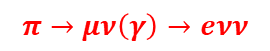 π → μν(γ) → eνν